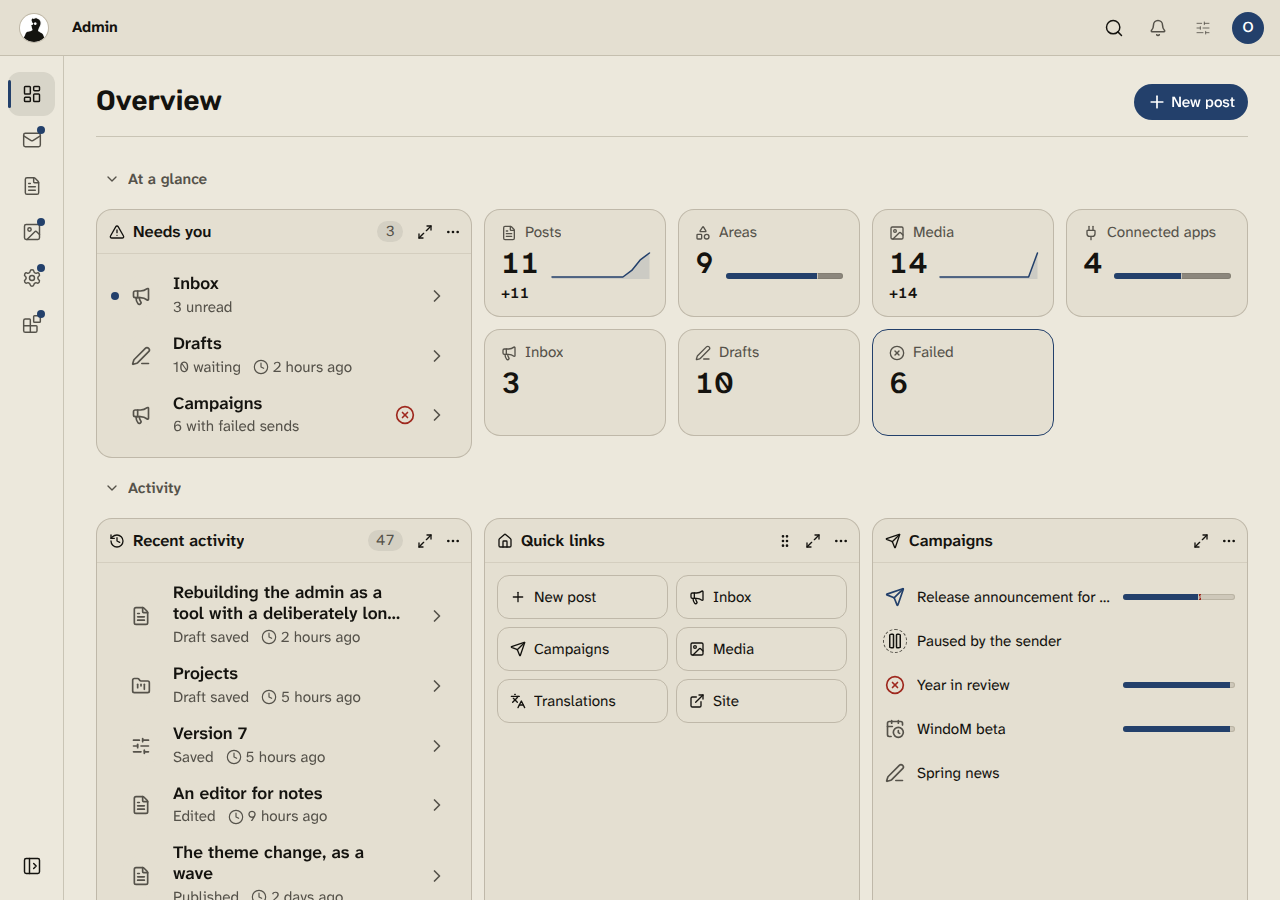 Admin
O
Overview
New post
At a glance
Needs you
3
Inbox
3 unread
Drafts
10 waiting
2 hours ago
Campaigns
6 with failed sends
Posts
11
+11
Areas
9
Media
14
+14
Connected apps
4
Inbox
3
Drafts
10
Failed
6
Activity
Recent activity
47
Rebuilding the admin as a
tool with a deliberately lon...
Draft saved
2 hours ago
Projects
Draft saved
5 hours ago
Version 7
Saved
5 hours ago
An editor for notes
Edited
9 hours ago
The theme change, as a
wave
Published
2 days ago
Quick links
New post
Inbox
Campaigns
Media
Translations
Site
Campaigns
Release announcement for ...
Paused by the sender
Year in review
WindoM beta
Spring news